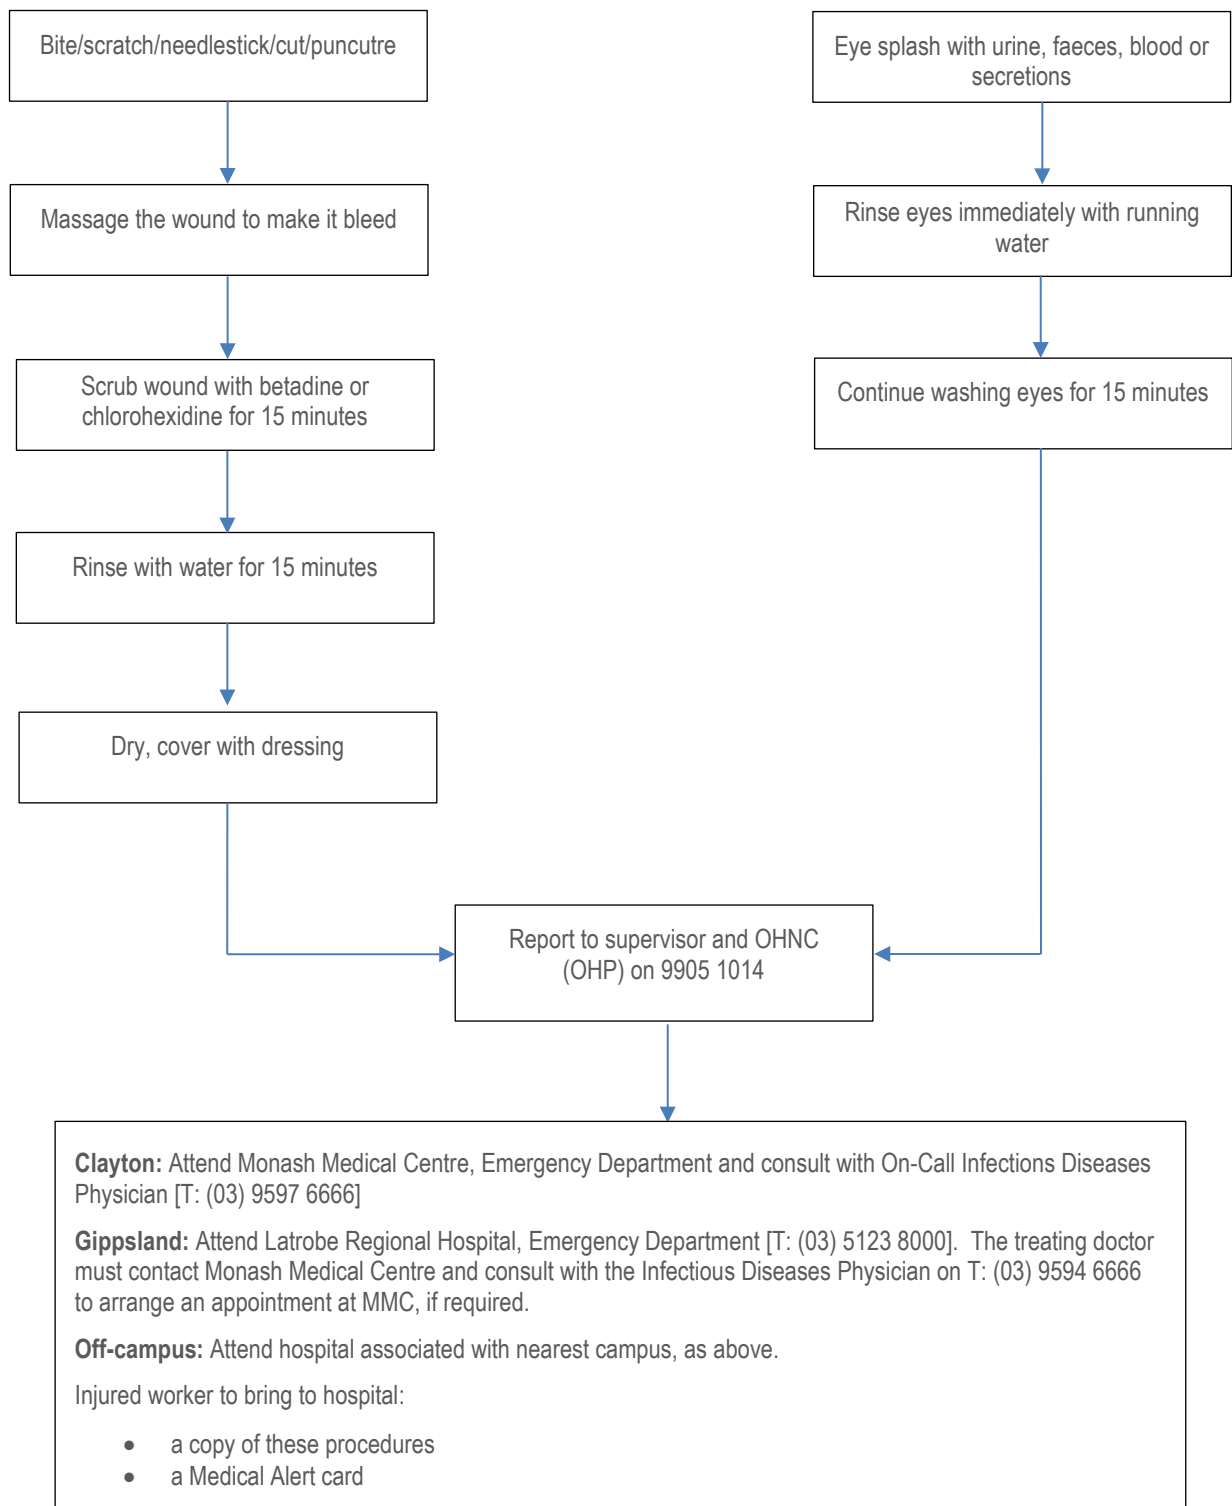 Bite/scratch/needlestick/cut/puncutre
Massage the wound to make it bleed
Scrub wound with betadine or
chlorohexidine for 15 minutes
Rinse with water for 15 minutes
Dry, cover with dressing
Eye splash with urine, faeces, blood or
secretions
Rinse eyes immediately with running
water
Continue washing eyes for 15 minutes
Report to supervisor and OHNC
(OHP) on 9905 1014
Clayton: Attend Monash Medical Centre, Emergency Department and consult with On-Call Infections Diseases
Physician [T: (03) 9597 6666]
Gippsland: Attend Latrobe Regional Hospital, Emergency Department [T: (03) 5123 8000]. The treating doctor
must contact Monash Medical Centre and consult with the Infectious Diseases Physician on T: (03) 9594 6666
to arrange an appointment at MMC, if required.
Off-campus: Attend hospital associated with nearest campus, as above.
Injured worker to bring to hospital:
• a copy of these procedures
• a Medical Alert card